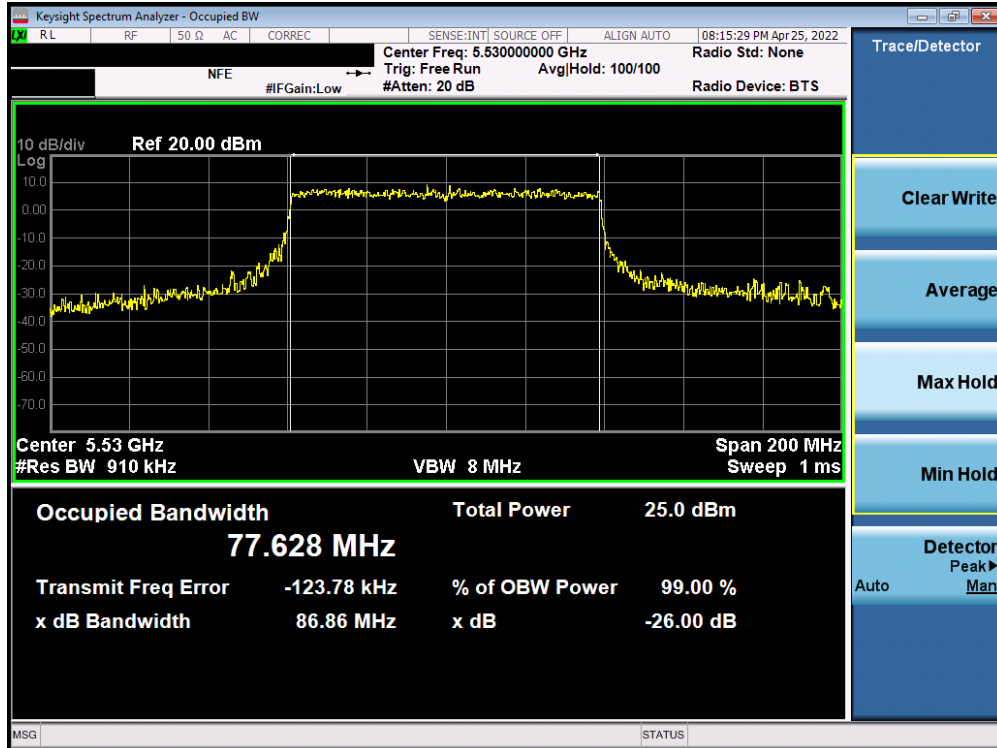 Keysight Spectrum Analyzer - Occupied BW
LXI RL RF 50 Ω AC CORREC SENSE:INT SOURCE OFF ALIGN AUTO 08:15:29 PM Apr 25, 2022
Center Freq: 5.530000000 GHz Radio Std: None
NFE Trig: Free Run Avg|Hold: 100/100
#IFGain:Low #Atten: 20 dB Radio Device: BTS
Trace/Detector
10 dB/div Ref 20.00 dBm
Log
10.0
0.00
-10.0
-20.0
-30.0
-40.0
-50.0
-60.0
-70.0
Center 5.53 GHz Span 200 MHz
#Res BW 910 kHz VBW 8 MHz Sweep 1 ms
Occupied Bandwidth Total Power 25.0 dBm
77.628 MHz
Transmit Freq Error -123.78 kHz % of OBW Power 99.00 %
x dB Bandwidth 86.86 MHz x dB -26.00 dB
Clear Write
Average
Max Hold
Min Hold
Detector
Peak▶
Auto Man
MSG STATUS